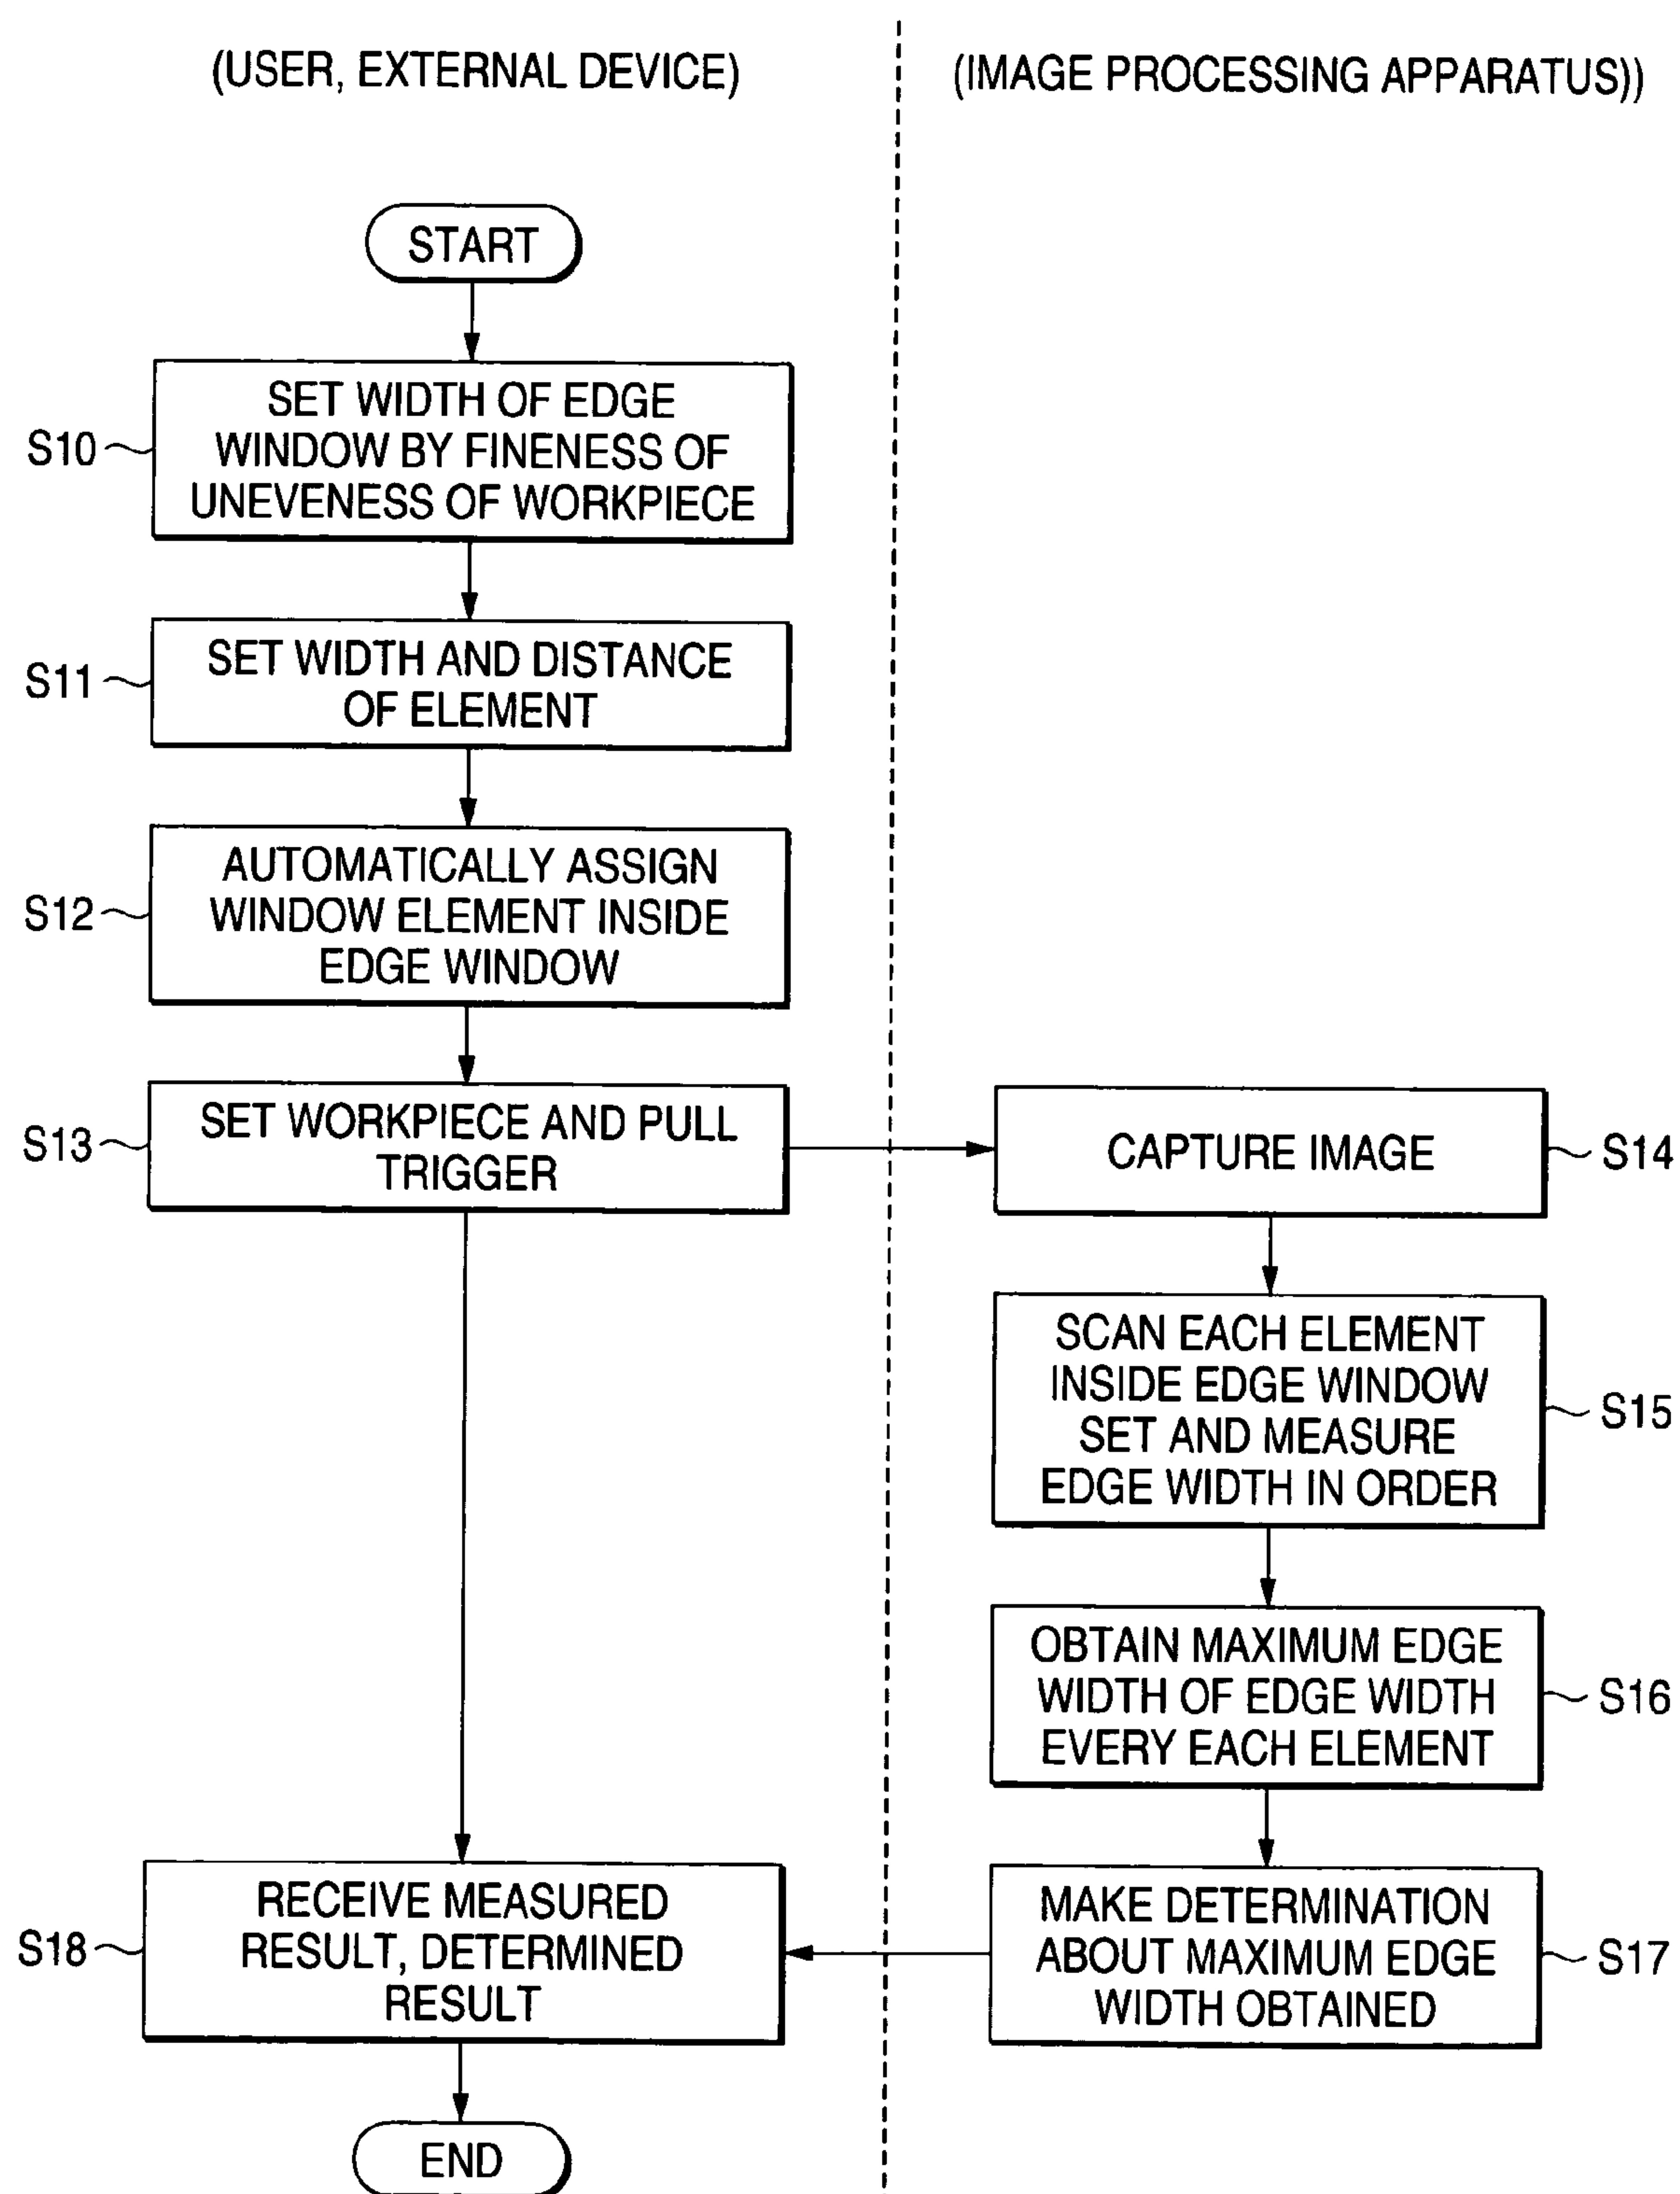 (USER, EXTERNAL DEVICE)
(IMAGE PROCESSING APPARATUS))
START
S10
SET WIDTH OF EDGE
WINDOW BY FINENESS OF
UNEVENESS OF WORKPIECE
S11
SET WIDTH AND DISTANCE
OF ELEMENT
S12
AUTOMATICALLY ASSIGN
WINDOW ELEMENT INSIDE
EDGE WINDOW
S13
SET WORKPIECE AND PULL
TRIGGER
CAPTURE IMAGE
S14
SCAN EACH ELEMENT
INSIDE EDGE WINDOW
SET AND MEASURE
EDGE WIDTH IN ORDER
S15
OBTAIN MAXIMUM EDGE
WIDTH OF EDGE WIDTH
EVERY EACH ELEMENT
S16
MAKE DETERMINATION
ABOUT MAXIMUM EDGE
WIDTH OBTAINED
S17
S18
RECEIVE MEASURED
RESULT, DETERMINED
RESULT
END